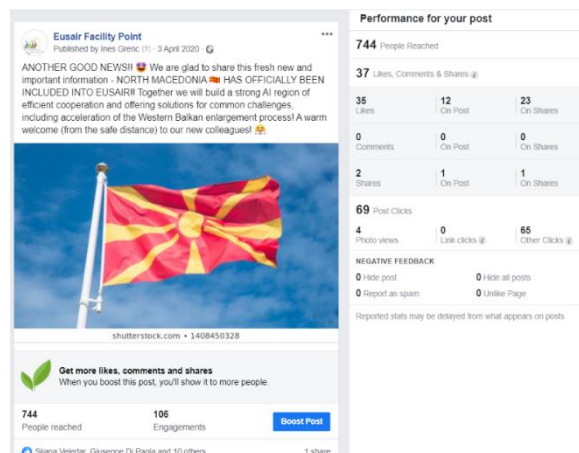 Eusair Facility Point
Published by Ines Grenc [?] · 3 April 2020 ·
ANOTHER GOOD NEWS!! 🤩 We are glad to share this fresh new and
important information - NORTH MACEDONIA 🇲🇰 HAS OFFICIALLY BEEN
INCLUDED INTO EUSAIR!! Together we will build a strong AI region of
efficient cooperation and offering solutions for common challenges,
including acceleration of the Western Balkan enlargement process! A warm
welcome (from the safe distance) to our new colleagues! 🤗
shutterstock.com • 1408450328
Get more likes, comments and shares
When you boost this post, you'll show it to more people.
744 106
People reached Engagements
Boost Post
Giuseppe Di Paola and 10 others 1 share
Performance for your post
744 People Reached
37 Likes, Comments & Shares
35 12 23
Likes On Post On Shares
0 0 0
Comments On Post On Shares
2 1 1
Shares On Post On Shares
69 Post Clicks
4 0 65
Photo views Link clicks Other Clicks
NEGATIVE FEEDBACK
0 Hide post 0 Hide all posts
0 Report as spam 0 Unlike Page
Reported stats may be delayed from what appears on posts